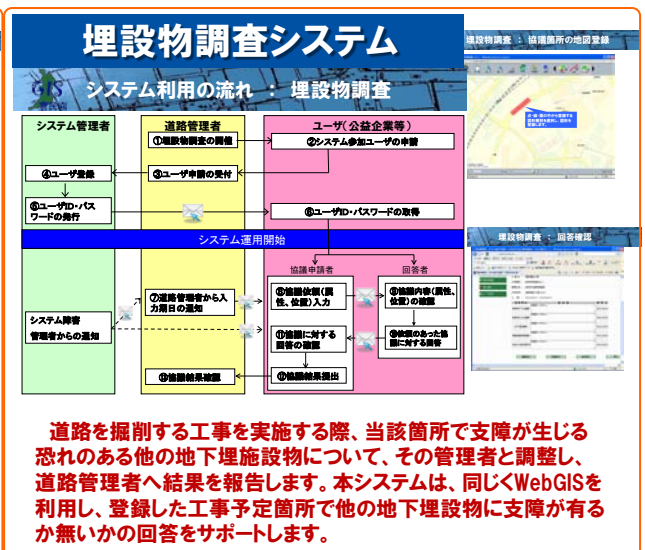 埋設物調査システム
システム利用の流れ ： 埋設物調査
システム管理者
道路管理者
ユーザ(公益企業等)
①埋設物調査の開催
②システム参加ユーザの申請
④ユーザ登録
③ユーザ申請の受付
⑤ユーザID・パス
ワードの発行
⑥ユーザID・パスワードの取得
システム運用開始
協議申請者
回答者
⑦道路管理者から入
力期日の通知
⑧協議依頼(属
性、位置)入力
⑨協議内容(属性、
位置)の確認
システム障害
管理者からの通知
⑪協議に対する
回答の確認
⑩依頼のあった協
議に対する回答
⑬協議結果確認
⑫協議結果提出
埋設物調査 ： 協議箇所の地図登録
埋設物調査 ： 回答確認
道路を掘削する工事を実施する際、当該箇所で支障が生じる
恐れのある他の地下埋施設物について、その管理者と調整し、
道路管理者へ結果を報告します。本システムは、同じくWebGISを
利用し、登録した工事予定箇所で他の地下埋設物に支障が有る
か無いかの回答をサポートします。